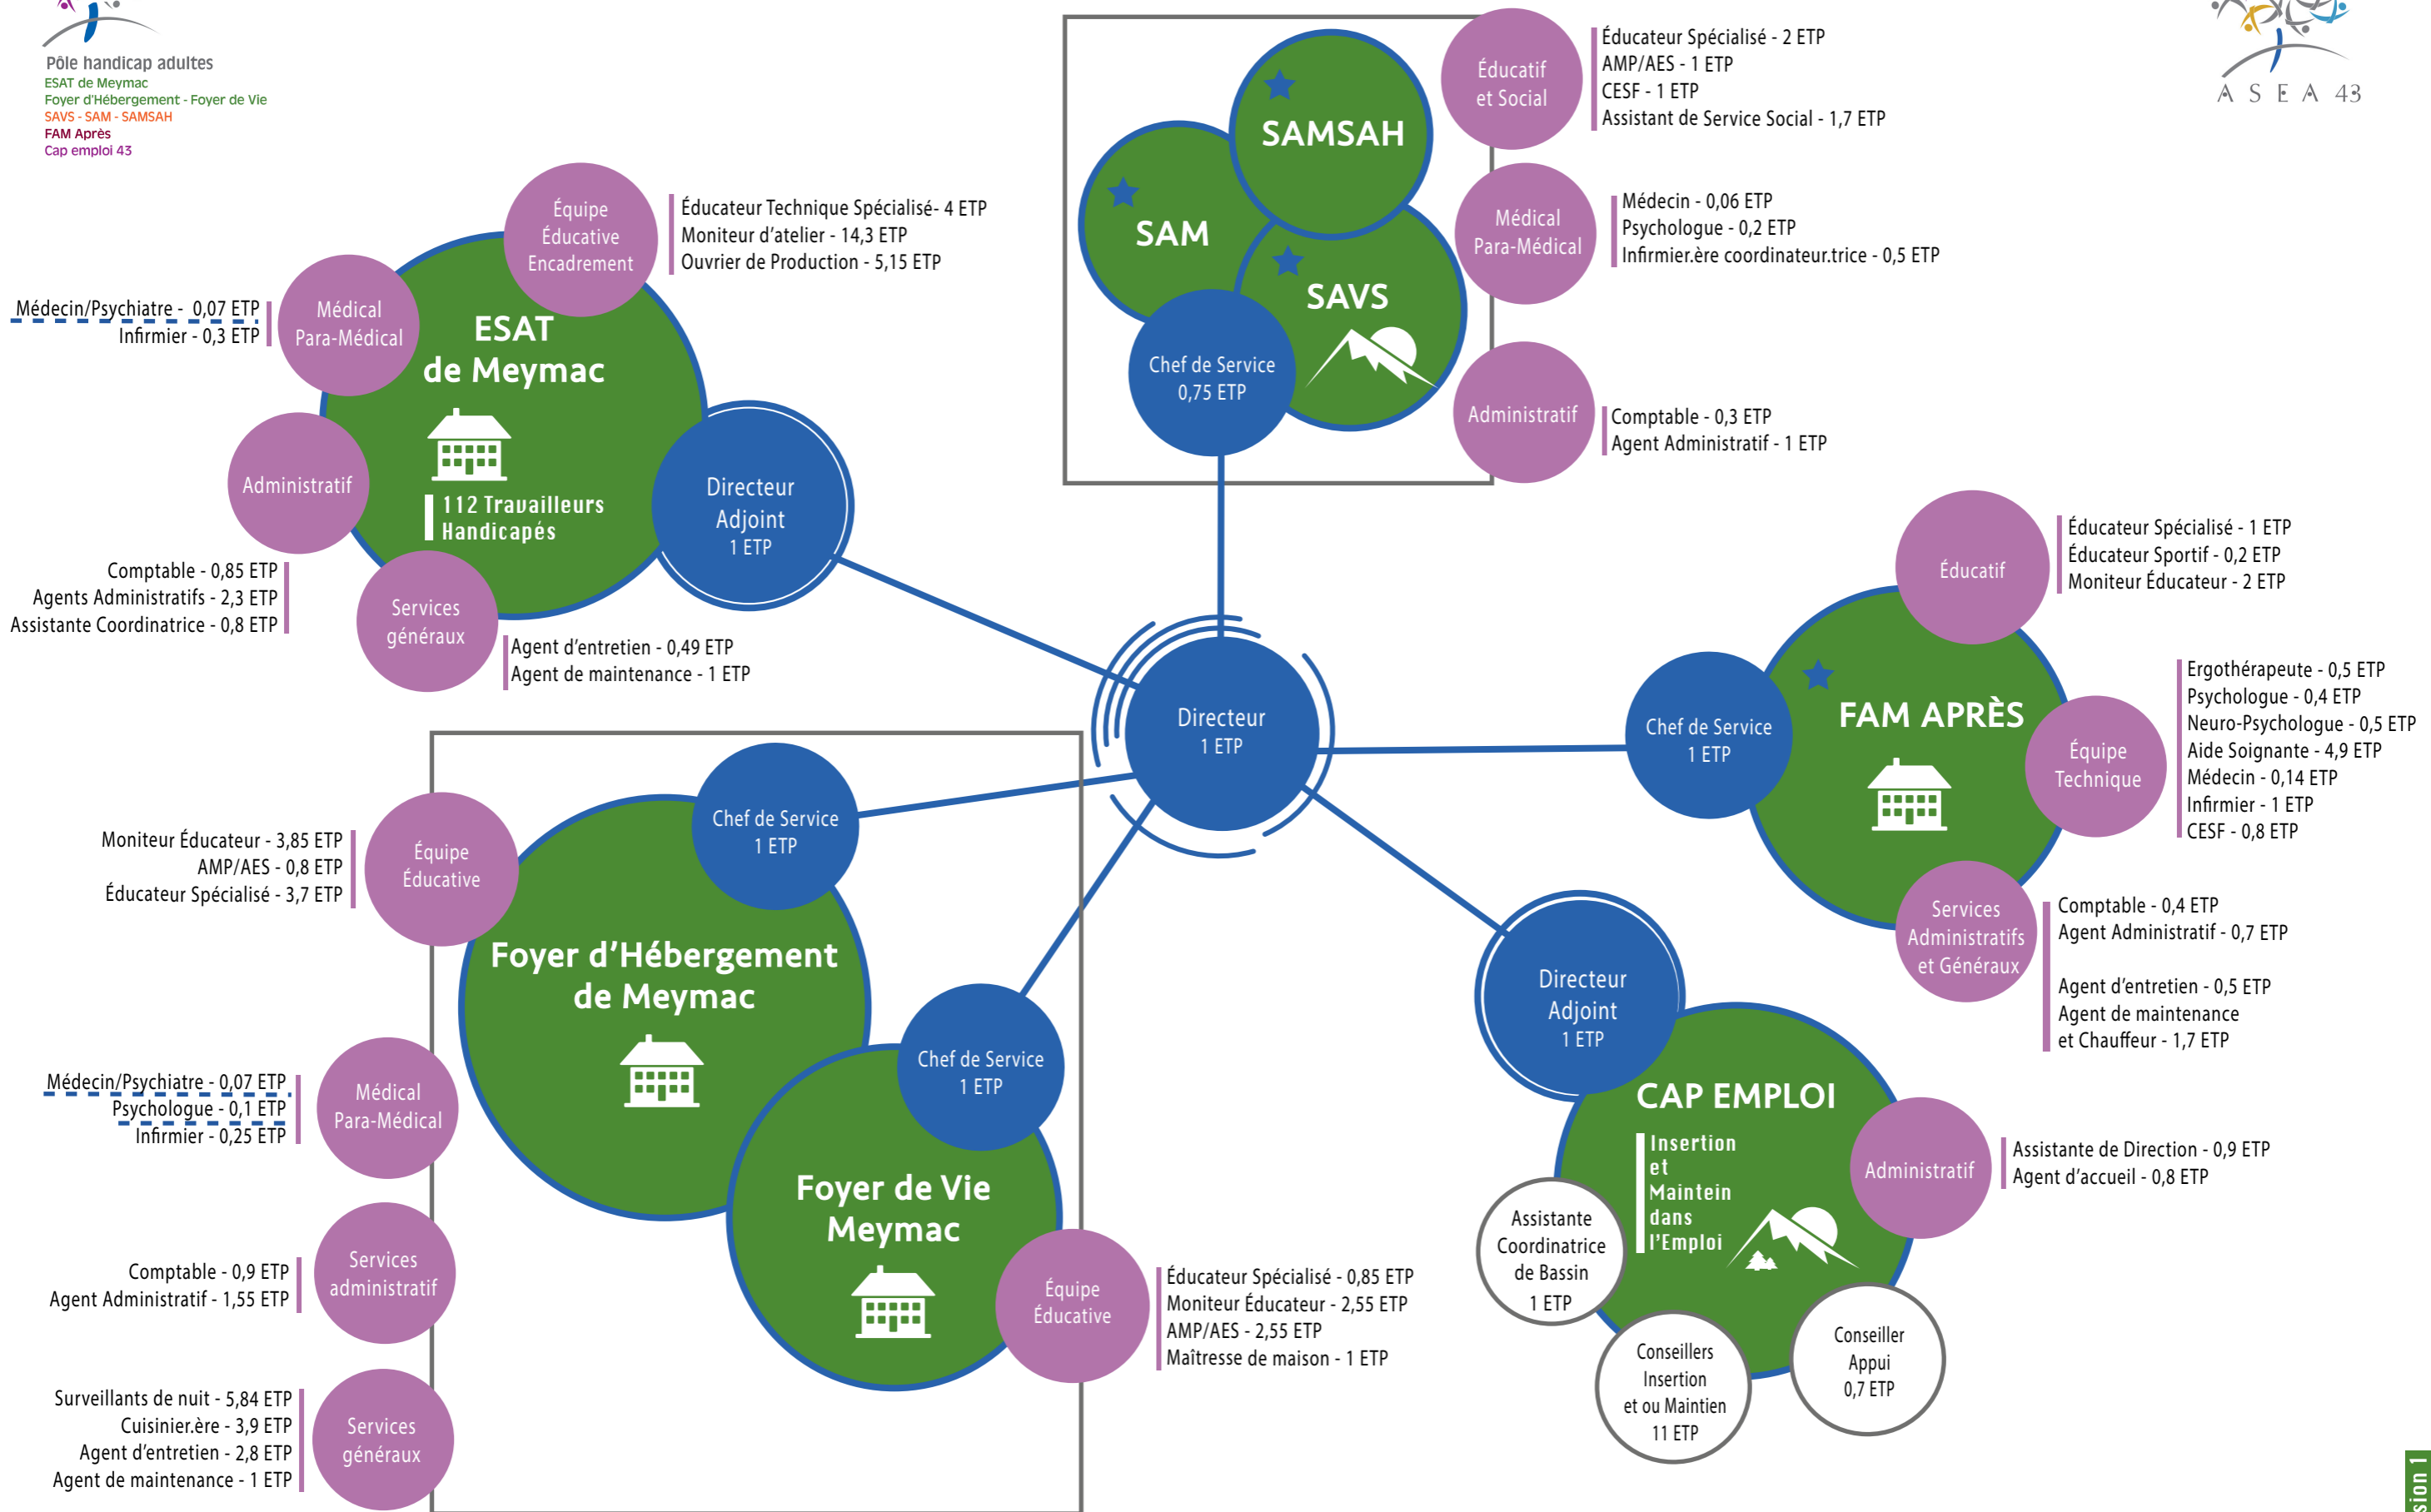 Pôle handicap adultes
ESAT de Meymac
Foyer d'Hébergement - Foyer de Vie
SAVS - SAM - SAMSAH
FAM Après
Cap emploi 43
ASEA 43
SAMSAH
SAM
SAVS
Chef de Service
0,75 ETP
Éducatif
et Social
Éducateur Spécialisé - 2 ETP
AMP/AES - 1 ETP
CESF - 1 ETP
Assistant de Service Social - 1,7 ETP
Médical
Para-Médical
Médecin - 0,06 ETP
Psychologue - 0,2 ETP
Infirmier.ère coordinateur.trice - 0,5 ETP
Administratif
Comptable - 0,3 ETP
Agent Administratif - 1 ETP
Équipe
Éducative
Encadrement
Éducateur Technique Spécialisé- 4 ETP
Moniteur d'atelier - 14,3 ETP
Ouvrier de Production - 5,15 ETP
Médecin/Psychiatre - 0,07 ETP
Infirmier - 0,3 ETP
Médical
Para-Médical
ESAT
de Meymac
112 Travailleurs
Handicapés
Administratif
Comptable - 0,85 ETP
Agents Administratifs - 2,3 ETP
Assistante Coordinatrice - 0,8 ETP
Services
généraux
Agent d'entretien - 0,49 ETP
Agent de maintenance - 1 ETP
Directeur
Adjoint
1 ETP
Directeur
1 ETP
Chef de Service
1 ETP
FAM APRÈS
Éducatif
Éducateur Spécialisé - 1 ETP
Éducateur Sportif - 0,2 ETP
Moniteur Éducateur - 2 ETP
Équipe
Technique
Ergothérapeute - 0,5 ETP
Psychologue - 0,4 ETP
Neuro-Psychologue - 0,5 ETP
Aide Soignante - 4,9 ETP
Médecin - 0,14 ETP
Infirmier - 1 ETP
CESF - 0,8 ETP
Services
Administratifs
et Généraux
Comptable - 0,4 ETP
Agent Administratif - 0,7 ETP
Agent d'entretien - 0,5 ETP
Agent de maintenance
et Chauffeur - 1,7 ETP
Chef de Service
1 ETP
Moniteur Éducateur - 3,85 ETP
AMP/AES - 0,8 ETP
Éducateur Spécialisé - 3,7 ETP
Équipe
Éducative
Foyer d'Hébergement
de Meymac
Médecin/Psychiatre - 0,07 ETP
Psychologue - 0,1 ETP
Infirmier - 0,25 ETP
Médical
Para-Médical
Comptable - 0,9 ETP
Agent Administratif - 1,55 ETP
Services
administratif
Surveillants de nuit - 5,84 ETP
Cuisinier.ère - 3,9 ETP
Agent d'entretien - 2,8 ETP
Agent de maintenance - 1 ETP
Services
généraux
Chef de Service
1 ETP
Foyer de Vie
Meymac
Équipe
Éducative
Éducateur Spécialisé - 0,85 ETP
Moniteur Éducateur - 2,55 ETP
AMP/AES - 2,55 ETP
Maîtresse de maison - 1 ETP
Directeur
Adjoint
1 ETP
CAP EMPLOI
Insertion
et
Maintein
dans
l'Emploi
Administratif
Assistante de Direction - 0,9 ETP
Agent d'accueil - 0,8 ETP
Assistante
Coordinatrice
de Bassin
1 ETP
Conseillers
Insertion
et ou Maintien
11 ETP
Conseiller
Appui
0,7 ETP
sion 1